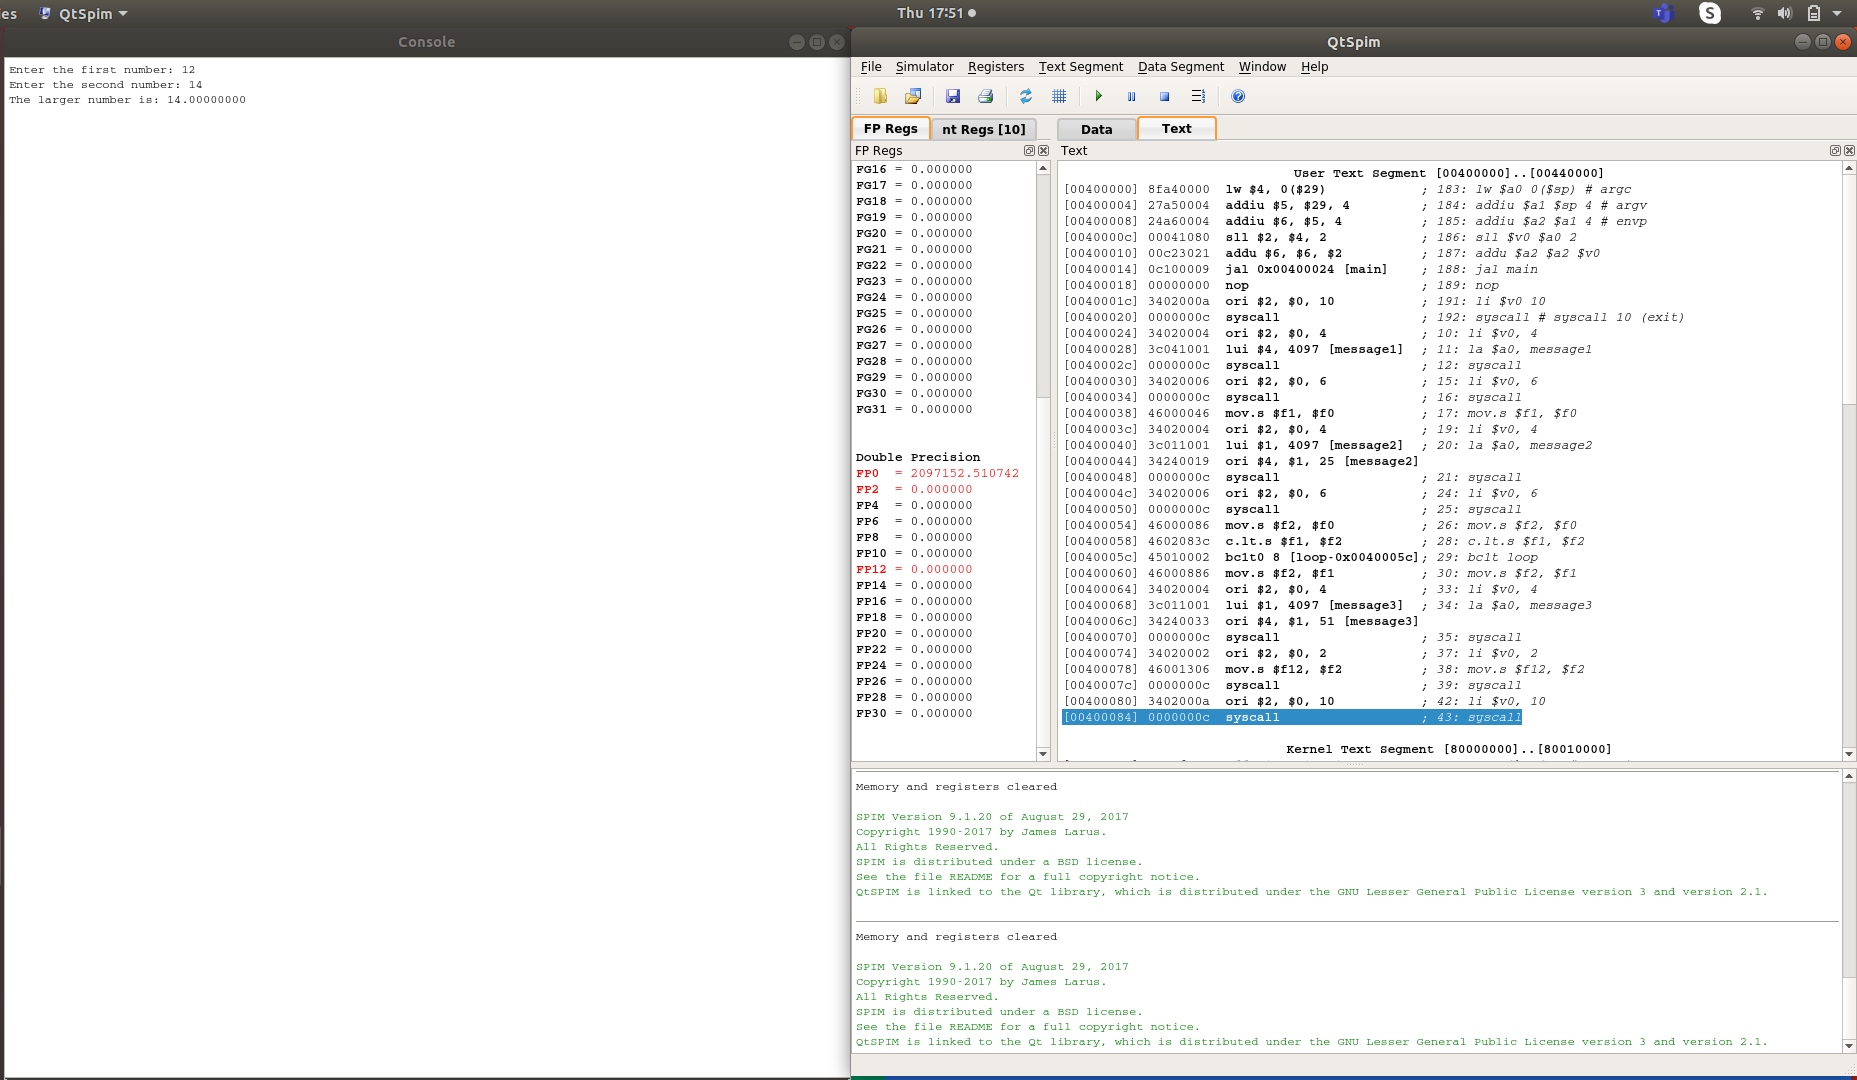 es QtSpim Thu 17:51
Console
Enter the first number: 12
Enter the second number: 14
The larger number is: 14.00000000
QtSpim
File Simulator Registers Text Segment Data Segment Window Help
FP Regs nt Regs [10] Data Text
FP Regs
FG16 = 0.000000
FG17 = 0.000000
FG18 = 0.000000
FG19 = 0.000000
FG20 = 0.000000
FG21 = 0.000000
FG22 = 0.000000
FG23 = 0.000000
FG24 = 0.000000
FG25 = 0.000000
FG26 = 0.000000
FG27 = 0.000000
FG28 = 0.000000
FG29 = 0.000000
FG30 = 0.000000
FG31 = 0.000000
Double Precision
FP0 = 2097152.510742
FP2 = 0.000000
FP4 = 0.000000
FP6 = 0.000000
FP8 = 0.000000
FP10 = 0.000000
FP12 = 0.000000
FP14 = 0.000000
FP16 = 0.000000
FP18 = 0.000000
FP20 = 0.000000
FP22 = 0.000000
FP24 = 0.000000
FP26 = 0.000000
FP28 = 0.000000
FP30 = 0.000000
Text
User Text Segment [00400000]..[00440000]
[00400000] 8fa40000 lw $4, 0($29) ; 183: lw $a0 0($sp) # argc
[00400004] 27a50004 addiu $5, $29, 4 ; 184: addiu $a1 $sp 4 # argv
[00400008] 24a60004 addiu $6, $5, 4 ; 185: addiu $a2 $a1 4 # envp
[0040000c] 00041080 sll $2, $4, 2 ; 186: sll $v0 $a0 2
[00400010] 00c23021 addu $6, $6, $2 ; 187: addu $a2 $a2 $v0
[00400014] 0c100009 jal 0x00400024 [main] ; 188: jal main
[00400018] 00000000 nop ; 189: nop
[0040001c] 3402000a ori $2, $0, 10 ; 191: li $v0 10
[00400020] 0000000c syscall ; 192: syscall # syscall 10 (exit)
[00400024] 34020004 ori $2, $0, 4 ; 10: li $v0, 4
[00400028] 3c041001 lui $4, 4097 [message1] ; 11: la $a0, message1
[0040002c] 0000000c syscall ; 12: syscall
[00400030] 34020006 ori $2, $0, 6 ; 15: li $v0, 6
[00400034] 0000000c syscall ; 16: syscall
[00400038] 46000046 mov.s $f1, $f0 ; 17: mov.s $f1, $f0
[0040003c] 34020004 ori $2, $0, 4 ; 19: li $v0, 4
[00400040] 3c011001 lui $1, 4097 [message2] ; 20: la $a0, message2
[00400044] 34240019 ori $4, $1, 25 [message2]
[00400048] 0000000c syscall ; 21: syscall
[0040004c] 34020006 ori $2, $0, 6 ; 24: li $v0, 6
[00400050] 0000000c syscall ; 25: syscall
[00400054] 46000086 mov.s $f2, $f0 ; 26: mov.s $f2, $f0
[00400058] 4602083c c.lt.s $f1, $f2 ; 28: c.lt.s $f1, $f2
[0040005c] 45010002 bc1t0 8 [loop-0x0040005c]; 29: bc1t loop
[00400060] 46000886 mov.s $f2, $f1 ; 30: mov.s $f2, $f1
[00400064] 34020004 ori $2, $0, 4 ; 33: li $v0, 4
[00400068] 3c011001 lui $1, 4097 [message3] ; 34: la $a0, message3
[0040006c] 34240033 ori $4, $1, 51 [message3]
[00400070] 0000000c syscall ; 35: syscall
[00400074] 34020002 ori $2, $0, 2 ; 37: li $v0, 2
[00400078] 46001306 mov.s $f12, $f2 ; 38: mov.s $f12, $f2
[0040007c] 0000000c syscall ; 39: syscall
[00400080] 3402000a ori $2, $0, 10 ; 42: li $v0, 10
[00400084] 0000000c syscall ; 43: syscall
Kernel Text Segment [80000000]..[80010000]
Memory and registers cleared
SPIM Version 9.1.20 of August 29, 2017
Copyright 1990-2017 by James Larus.
All Rights Reserved.
SPIM is distributed under a BSD license.
See the file README for a full copyright notice.
QtSPIM is linked to the Qt library, which is distributed under the GNU Lesser General Public License version 3 and version 2.1.
Memory and registers cleared
SPIM Version 9.1.20 of August 29, 2017
Copyright 1990-2017 by James Larus.
All Rights Reserved.
SPIM is distributed under a BSD license.
See the file README for a full copyright notice.
QtSPIM is linked to the Qt library, which is distributed under the GNU Lesser General Public License version 3 and version 2.1.